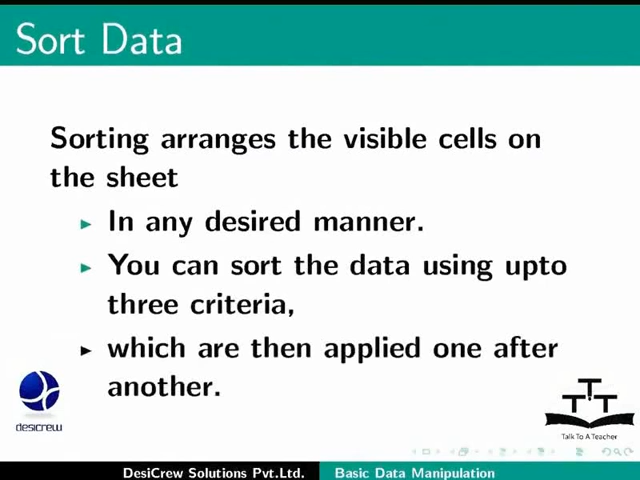 Sort Data
Sorting arranges the visible cells on
the sheet
In any desired manner.
You can sort the data using upto
three criteria,
which are then applied one after
another.
desicrew
TTT
Talk To A Teacher
DesiCrew Solutions Pvt.Ltd. Basic Data Manipulation